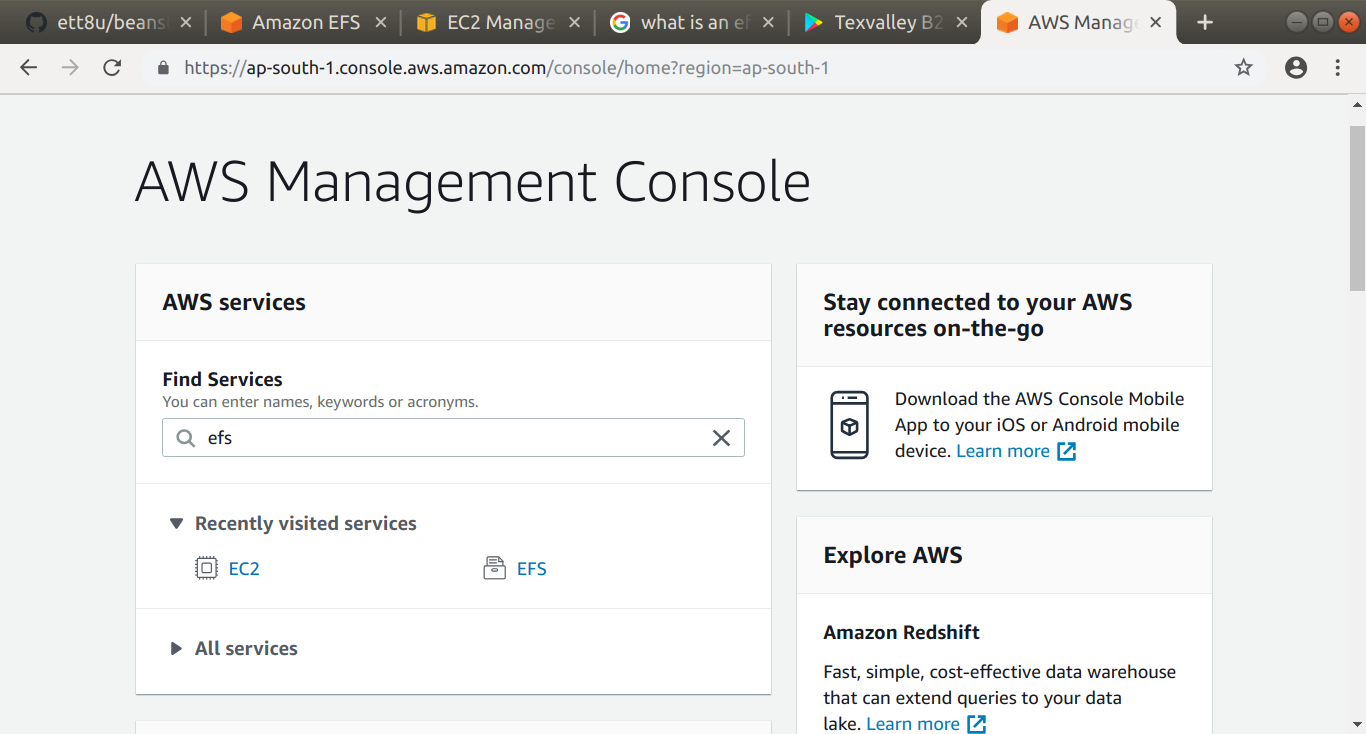 ett8u/beans
Amazon EFS
EC2 Manage
what is an ef
Texvalley B2
AWS Manag
https://ap-south-1.console.aws.amazon.com/console/home?region=ap-south-1
AWS Management Console
AWS services
Find Services
You can enter names, keywords or acronyms.
efs
Recently visited services
EC2
EFS
All services
Stay connected to your AWS
resources on-the-go
Download the AWS Console Mobile
App to your iOS or Android mobile
device. Learn more
Explore AWS
Amazon Redshift
Fast, simple, cost-effective data warehouse
that can extend queries to your data
lake. Learn more